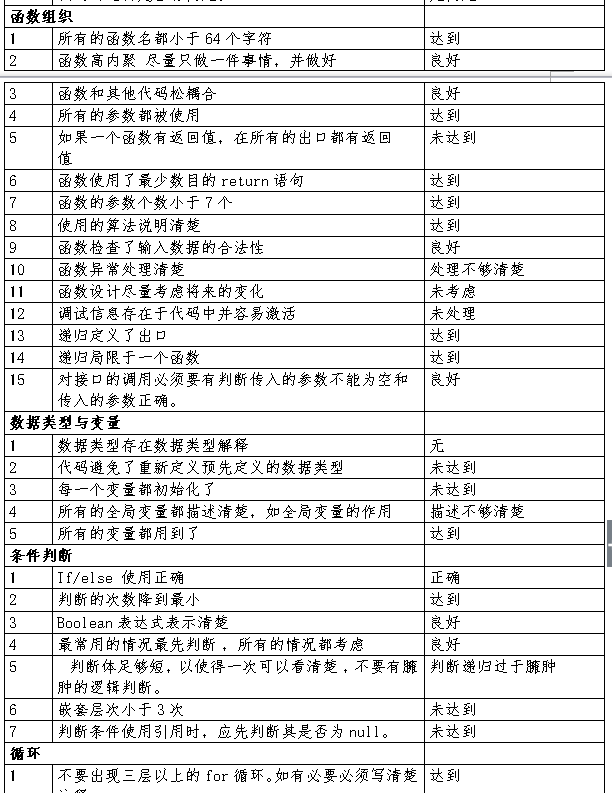 函数组织
1 所有的函数名都小于64个字符 达到
2 函数高内聚 尽量只做一件事情，并做好 良好
3 函数和其他代码松耦合 良好
4 所有的参数都被使用 达到
5 如果一个函数有返回值，在所有的出口都有返回 未达到
值
6 函数使用了最少数目的return语句 达到
7 函数的参数个数小于7个 达到
8 使用的算法说明清楚 达到
9 函数检查了输入数据的合法性 良好
10 函数异常处理清楚 处理不够清楚
11 函数设计尽量考虑将来的变化 未考虑
12 调试信息存在于代码中并容易激活 未处理
13 递归定义了出口 达到
14 递归局限于一个函数 达到
15 对接口的调用必须要有判断传入的参数不能为空和 良好
传入的参数正确。
数据类型与变量
1 数据类型存在数据类型解释 无
2 代码避免了重新定义预先定义的数据类型 未达到
3 每一个变量都初始化了 未达到
4 所有的全局变量都描述清楚，如全局变量的作用 描述不够清楚
5 所有的变量都用到了 达到
条件判断
1 If/else 使用正确 正确
2 判断的次数降到最小 达到
3 Boolean表达式表示清楚 良好
4 最常用的情况最先判断，所有的情况都考虑 良好
5 判断体足够短，以使得一次可以看清楚，不要有臃 判断递归过于臃肿
肿的逻辑判断。
6 嵌套层次小于3次 未达到
7 判断条件使用引用时，应先判断其是否为null。 未达到
循环
1 不要出现三层以上的for循环。如有必要必须写清楚 达到